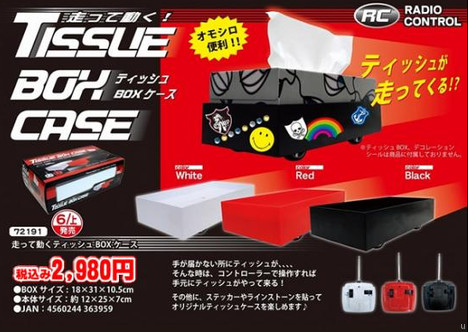 走って動く!
TISSUE
BOX ティッシュ
BOXケース
CASE
オモシロ
便利!!
RC RADIO
CONTROL
ティッシュが
走ってくる!?
※ティッシュBOX、デコレーション
シールは商品に付属しておりません。
color
White
color
Red
color
Black
TISSUE BOX CASE
72191
6/上
発売
走って動くティッシュBOXケース
税込み2,980円
●BOXサイズ:18×31×10.5cm
●本体サイズ:約12×25×7cm
●JAN:4560244 363959
手が届かない所にティッシュが、、、、
そんな時は、コントローラーで操作すれば
手元にティッシュがやって来る!
その他に、ステッカーやラインストーンを貼って
オリジナルティッシュケースを楽しめます♪